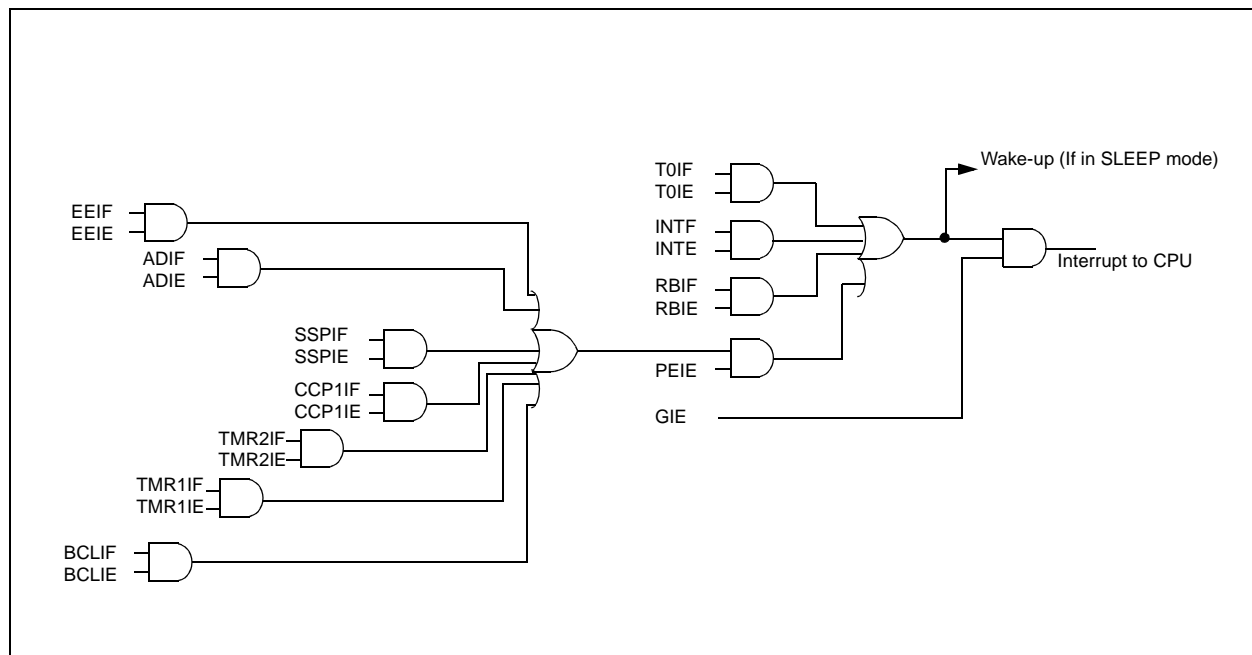 EEIF
EEIE
ADIF
ADIE
SSPIF
SSPIE
CCP1IF
CCP1IE
TMR2IF
TMR2IE
TMR1IF
TMR1IE
BCLIF
BCLIE
T0IF
T0IE
INTF
INTE
RBIF
RBIE
PEIE
GIE
Wake-up (If in SLEEP mode)
Interrupt to CPU